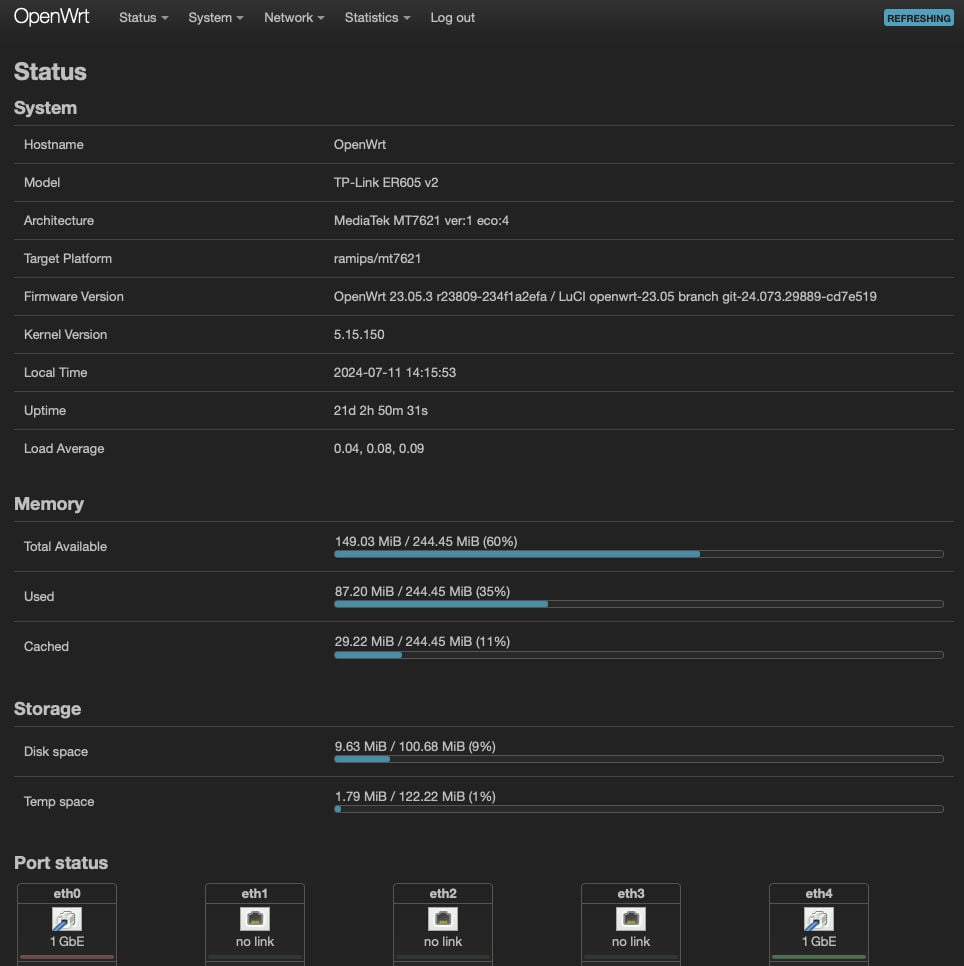 OpenWrt Status System Network Statistics Log out REFRESHING
Status
System
Hostname OpenWrt
Model TP-Link ER605 v2
Architecture MediaTek MT7621 ver:1 eco:4
Target Platform ramips/mt7621
Firmware Version OpenWrt 23.05.3 r23809-234f1a2efa / LuCI openwrt-23.05 branch git-24.073.29889-cd7e519
Kernel Version 5.15.150
Local Time 2024-07-11 14:15:53
Uptime 21d 2h 50m 31s
Load Average 0.04, 0.08, 0.09
Memory
Total Available 149.03 MiB / 244.45 MiB (60%)
Used 87.20 MiB / 244.45 MiB (35%)
Cached 29.22 MiB / 244.45 MiB (11%)
Storage
Disk space 9.63 MiB / 100.68 MiB (9%)
Temp space 1.79 MiB / 122.22 MiB (1%)
Port status
eth0 eth1 eth2 eth3 eth4
1 GbE no link no link no link 1 GbE